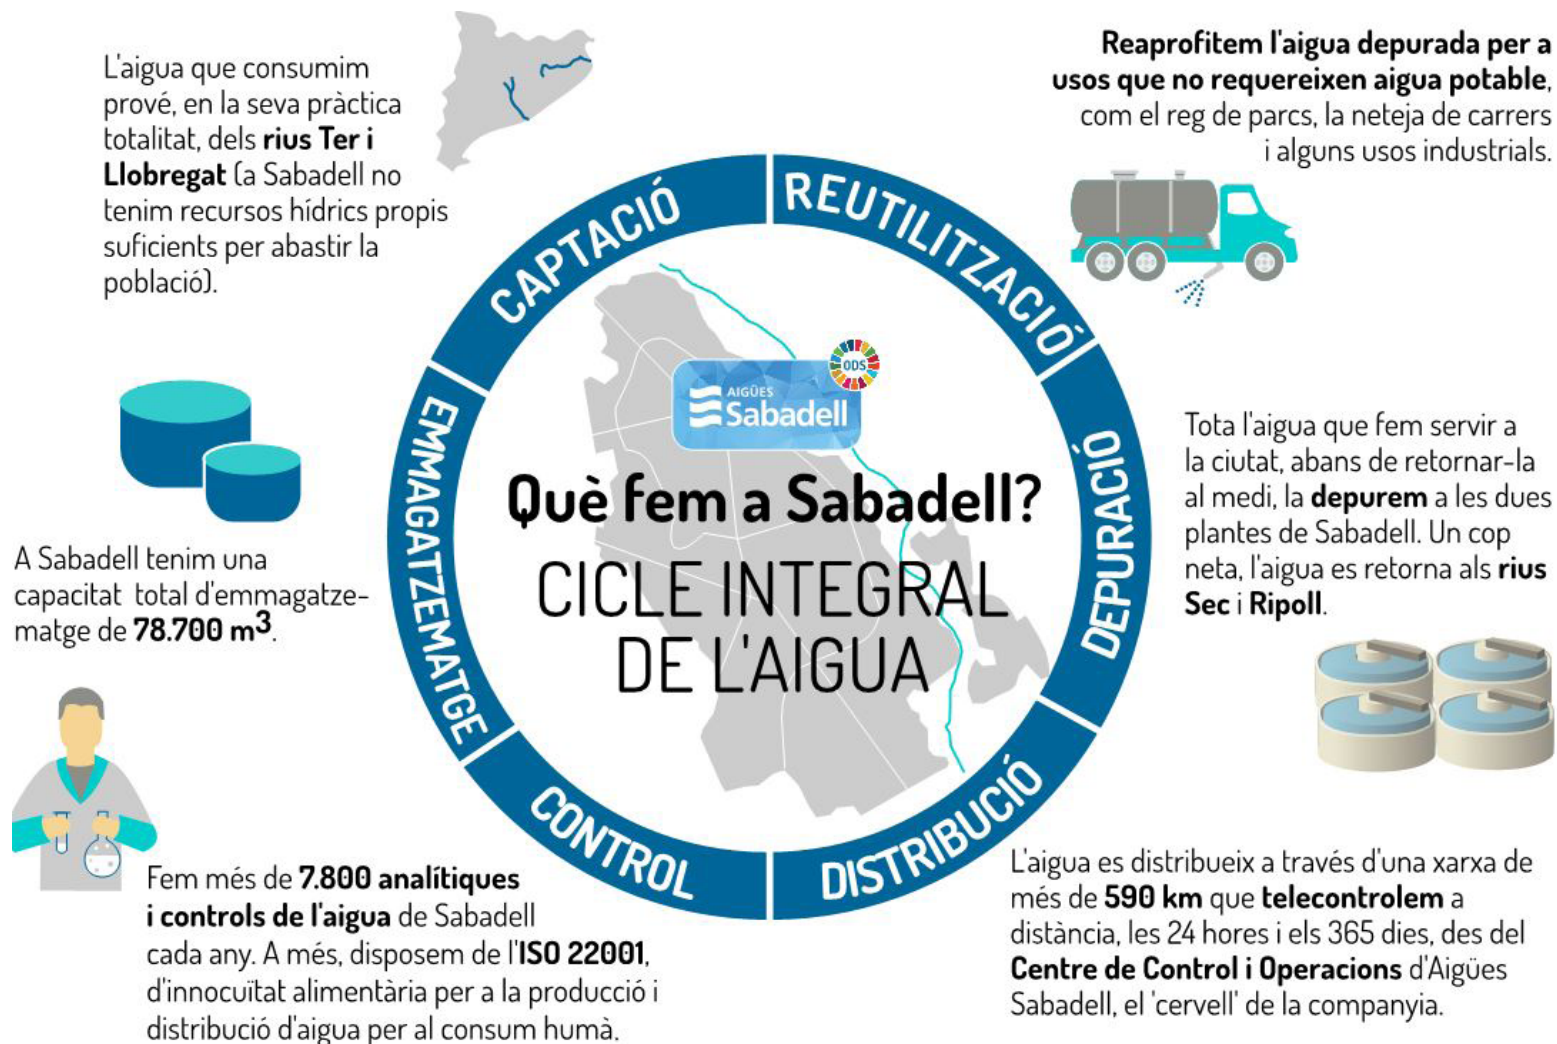 L'aigua que consumim
prové, en la seva pràctica
totalitat, dels rius Ter i
Llobregat (a Sabadell no
tenim recursos hídrics propis
suficients per abastir la
població).
Reaprofitem l'aigua depurada per a
usos que no requereixen aigua potable,
com el reg de parcs, la neteja de carrers
i alguns usos industrials.
CAPTACIÓ
REUTILITZACIÓ
EMMAGATZEMATGE
DEPURACIÓ
CONTROL
DISTRIBUCIÓ
ODS
AIGÜES
Sabadell
Què fem a Sabadell?
CICLE INTEGRAL
DE L'AIGUA
A Sabadell tenim una
capacitat total d'emmagatze-
matge de 78.700 m³.
Tota l'aigua que fem servir a
la ciutat, abans de retornar-la
al medi, la depurem a les dues
plantes de Sabadell. Un cop
neta, l'aigua es retorna als rius
Sec i Ripoll.
Fem més de 7.800 analítiques
i controls de l'aigua de Sabadell
cada any. A més, disposem de l'ISO 22001,
d'innocuïtat alimentària per a la producció i
distribució d'aigua per al consum humà.
L'aigua es distribueix a través d'una xarxa de
més de 590 km que telecontrolem a
distància, les 24 hores i els 365 dies, des del
Centre de Control i Operacions d'Aigües
Sabadell, el 'cervell' de la companyia.